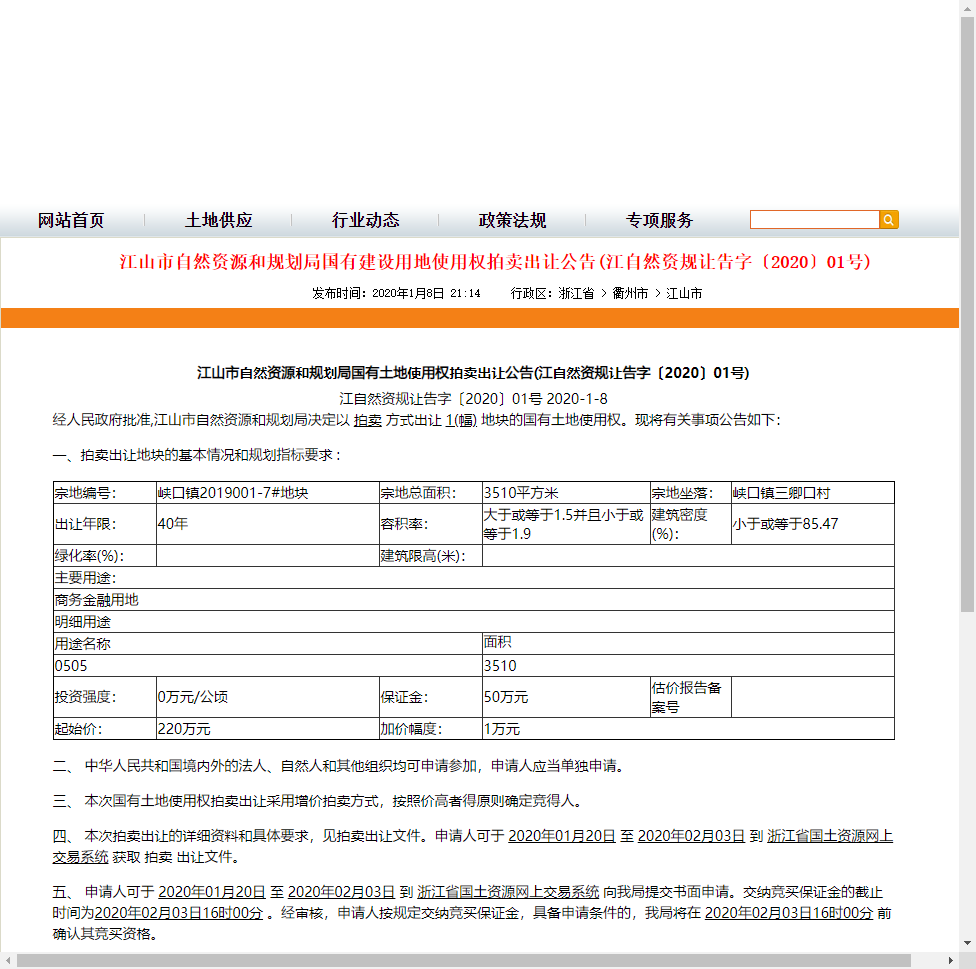 网站首页 土地供应 行业动态 政策法规 专项服务
江山市自然资源和规划局国有建设用地使用权拍卖出让公告(江自然资规让告字〔2020〕01号)
发布时间：2020年1月8日 21:14 行政区：浙江省 > 衢州市 > 江山市
江山市自然资源和规划局国有土地使用权拍卖出让公告(江自然资规让告字〔2020〕01号)
江自然资规让告字〔2020〕01号 2020-1-8
经人民政府批准,江山市自然资源和规划局决定以 拍卖 方式出让 1(幅) 地块的国有土地使用权。现将有关事项公告如下：
一、拍卖出让地块的基本情况和规划指标要求：
宗地编号： 峡口镇2019001-7#地块 宗地总面积： 3510平方米 宗地坐落： 峡口镇三卿口村
出让年限： 40年 容积率： 大于或等于1.5并且小于或等于1.9 建筑密度(%)： 小于或等于85.47
绿化率(%)： 建筑限高(米)：
主要用途：
商务金融用地
明细用途
用途名称 面积
0505 3510
投资强度： 0万元/公顷 保证金： 50万元 估价报告备案号
起始价： 220万元 加价幅度： 1万元
二、 中华人民共和国境内外的法人、自然人和其他组织均可申请参加，申请人应当单独申请。
三、 本次国有土地使用权拍卖出让采用增价拍卖方式，按照价高者得原则确定竞得人。
四、 本次拍卖出让的详细资料和具体要求，见拍卖出让文件。申请人可于 2020年01月20日 至 2020年02月03日 到 浙江省国土资源网上
交易系统 获取 拍卖 出让文件。
五、 申请人可于 2020年01月20日 至 2020年02月03日 到 浙江省国土资源网上交易系统 向我局提交书面申请。交纳竞买保证金的截止
时间为2020年02月03日16时00分 。经审核，申请人按规定交纳竞买保证金，具备申请条件的，我局将在 2020年02月03日16时00分 前
确认其竞买资格。